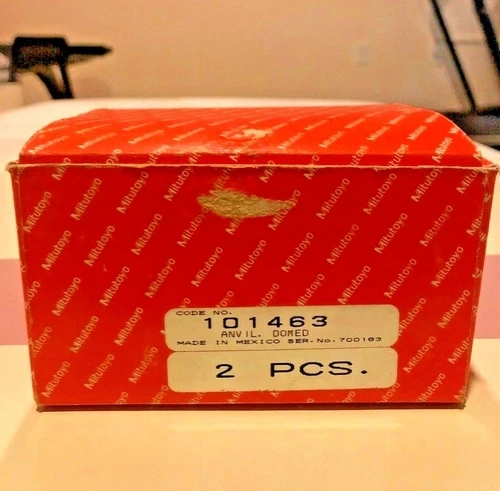 Mitutoyo
CODE NO.
101463
ANVIL. DOMED
MADE IN MEXICO SER.No.700183
2 PCS.